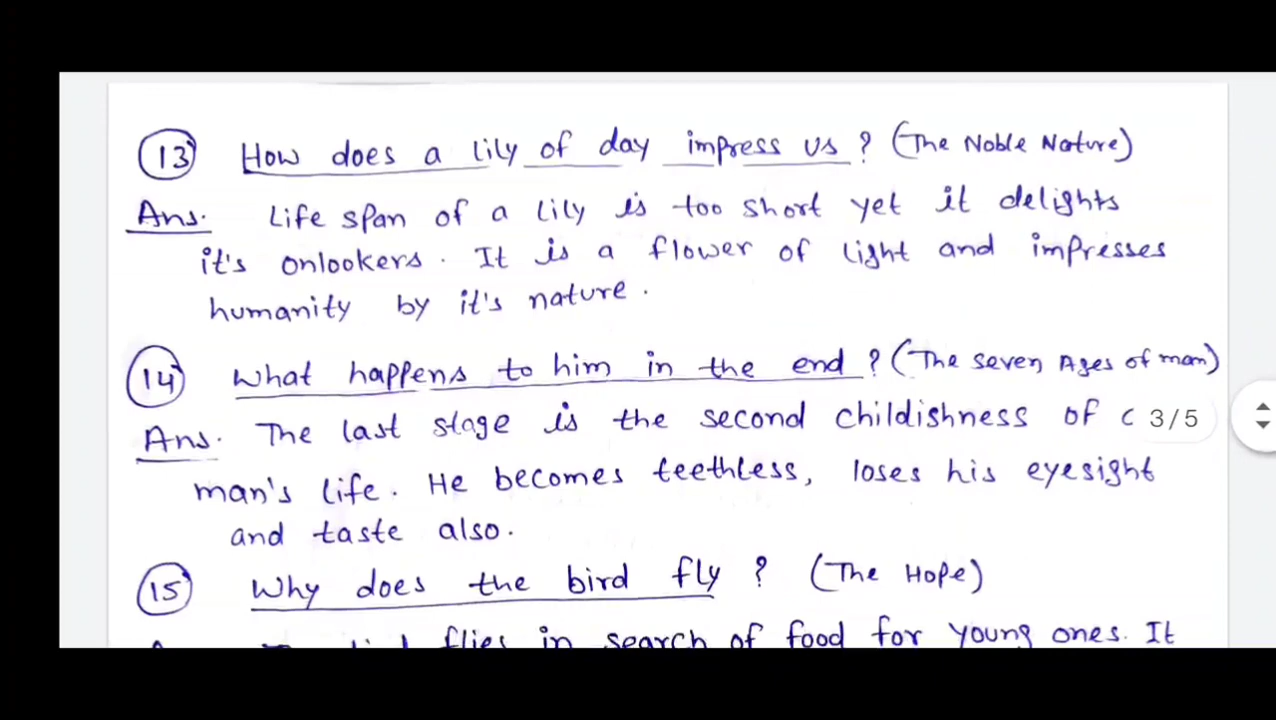 13 How does a lily of day impress us ? (The Noble Nature)
Ans. Life span of a lily is too short yet it delights
it's onlookers. It is a flower of light and impresses
humanity by it's nature.
14 What happens to him in the end ? (The Seven Ages of man)
Ans. The last stage is the second childishness of
3/5
man's life. He becomes teethless, loses his eyesight
and taste also.
15 Why does the bird fly ? (The Hope)
flies in search of food for young ones. It